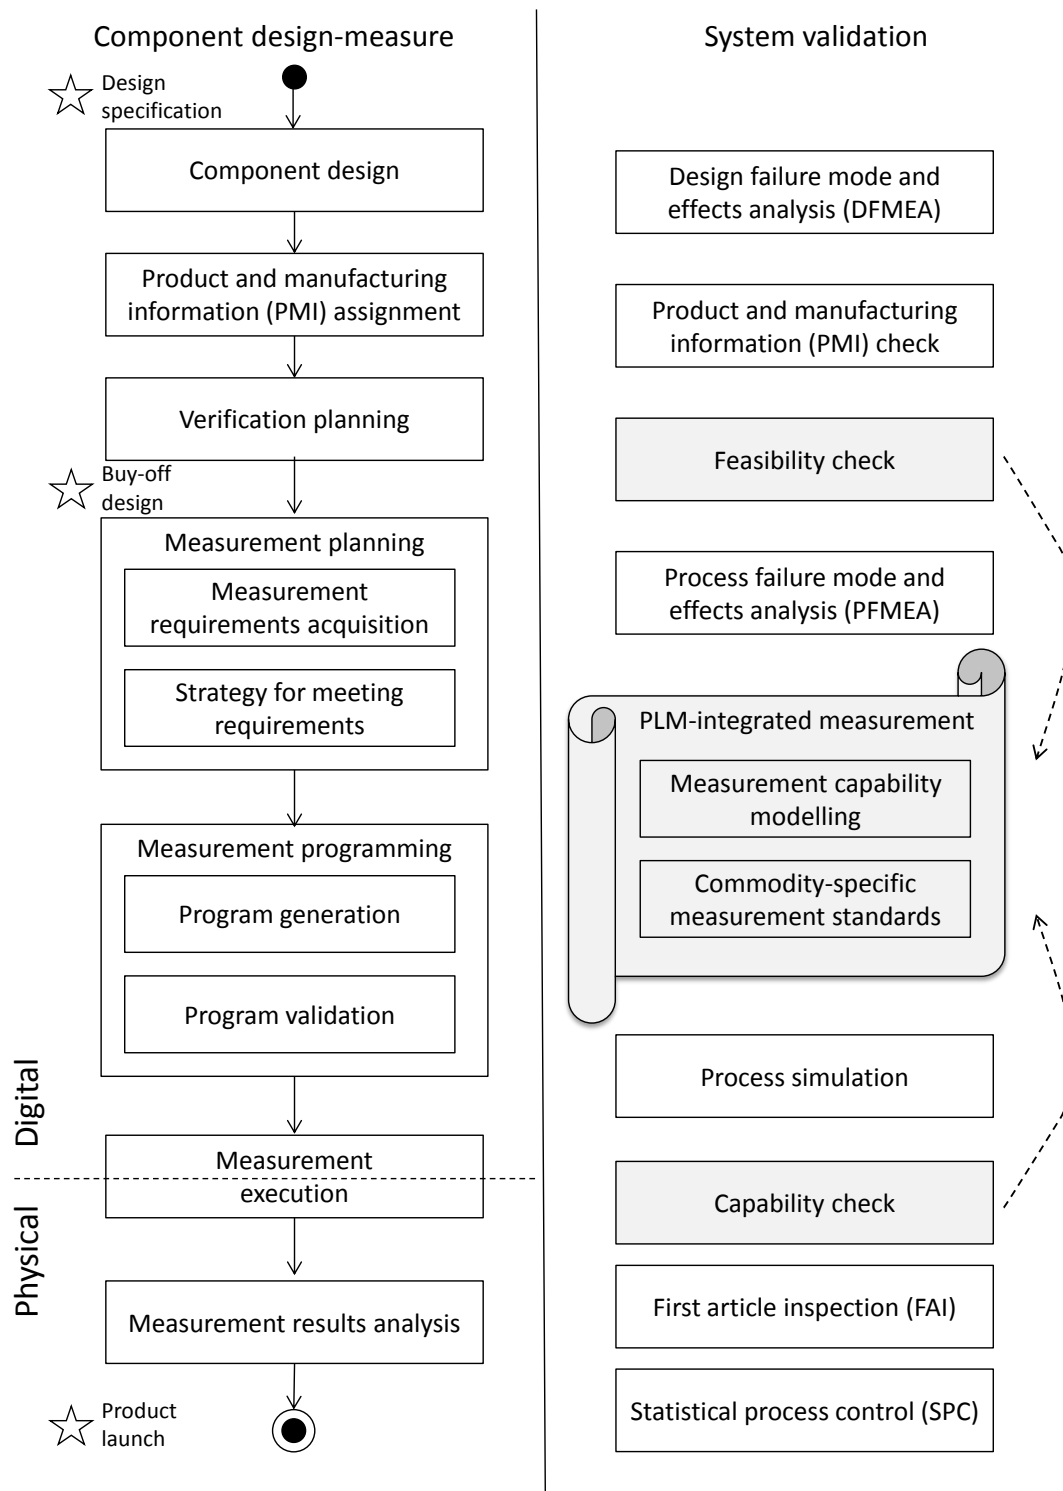 Component design-measure
Design
specification
Component design
Product and manufacturing
information (PMI) assignment
Verification planning
Buy-off
design
Measurement planning
Measurement
requirements acquisition
Strategy for meeting
requirements
Measurement programming
Program generation
Program validation
Digital
Measurement
execution
Physical
Measurement results analysis
Product
launch
System validation
Design failure mode and
effects analysis (DFMEA)
Product and manufacturing
information (PMI) check
Feasibility check
Process failure mode and
effects analysis (PFMEA)
PLM-integrated measurement
Measurement capability
modelling
Commodity-specific
measurement standards
Process simulation
Capability check
First article inspection (FAI)
Statistical process control (SPC)